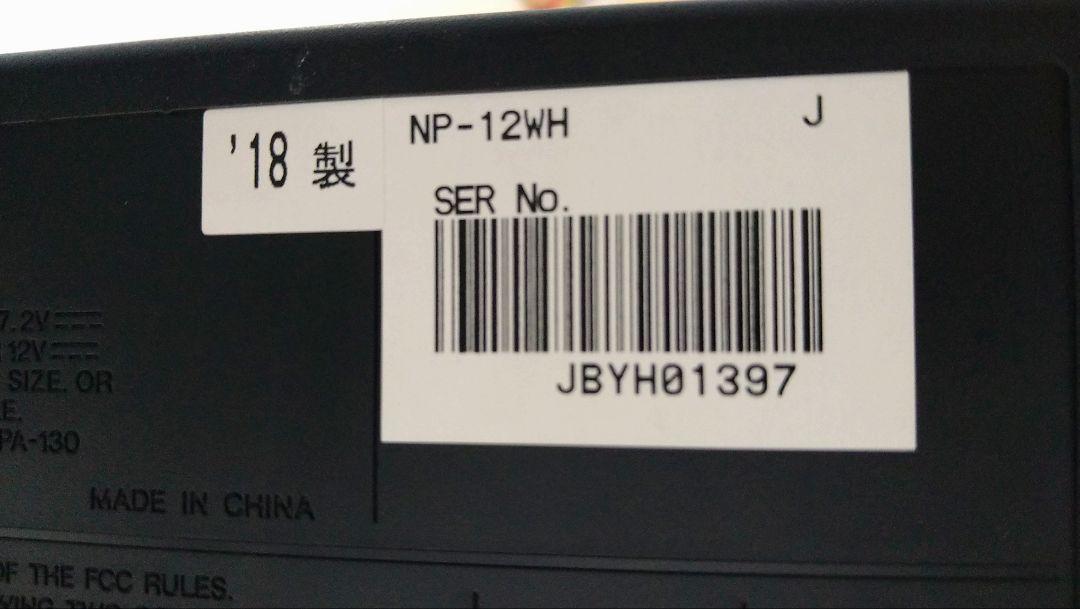 '18 製
NP-12WH J
SER No.
JBYH01397
7.2V
12V
SIZE. OR
PA-130
MADE IN CHINA
OF THE FCC RULES.